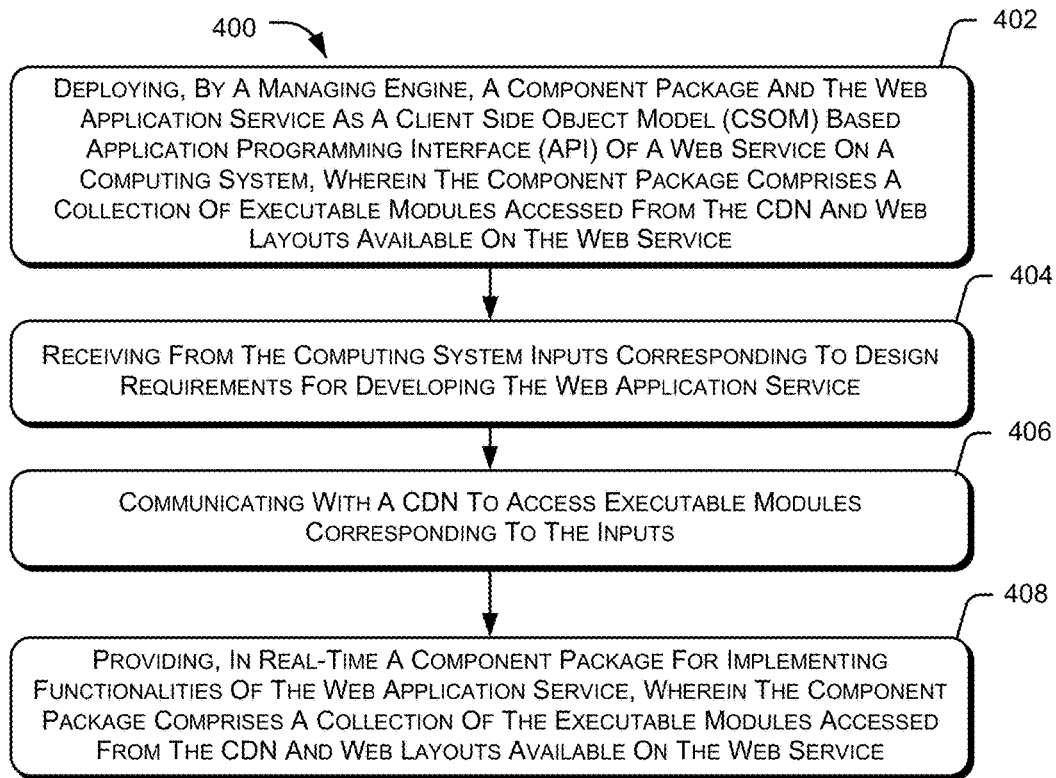 400
402
DEPLOYING, BY A MANAGING ENGINE, A COMPONENT PACKAGE AND THE WEB
APPLICATION SERVICE AS A CLIENT SIDE OBJECT MODEL (CSOM) BASED
APPLICATION PROGRAMMING INTERFACE (API) OF A WEB SERVICE ON A
COMPUTING SYSTEM, WHEREIN THE COMPONENT PACKAGE COMPRISES A
COLLECTION OF EXECUTABLE MODULES ACCESSED FROM THE CDN AND WEB
LAYOUTS AVAILABLE ON THE WEB SERVICE
404
RECEIVING FROM THE COMPUTING SYSTEM INPUTS CORRESPONDING TO DESIGN
REQUIREMENTS FOR DEVELOPING THE WEB APPLICATION SERVICE
406
COMMUNICATING WITH A CDN TO ACCESS EXECUTABLE MODULES
CORRESPONDING TO THE INPUTS
408
PROVIDING, IN REAL-TIME A COMPONENT PACKAGE FOR IMPLEMENTING
FUNCTIONALITIES OF THE WEB APPLICATION SERVICE, WHEREIN THE COMPONENT
PACKAGE COMPRISES A COLLECTION OF THE EXECUTABLE MODULES ACCESSED
FROM THE CDN AND WEB LAYOUTS AVAILABLE ON THE WEB SERVICE